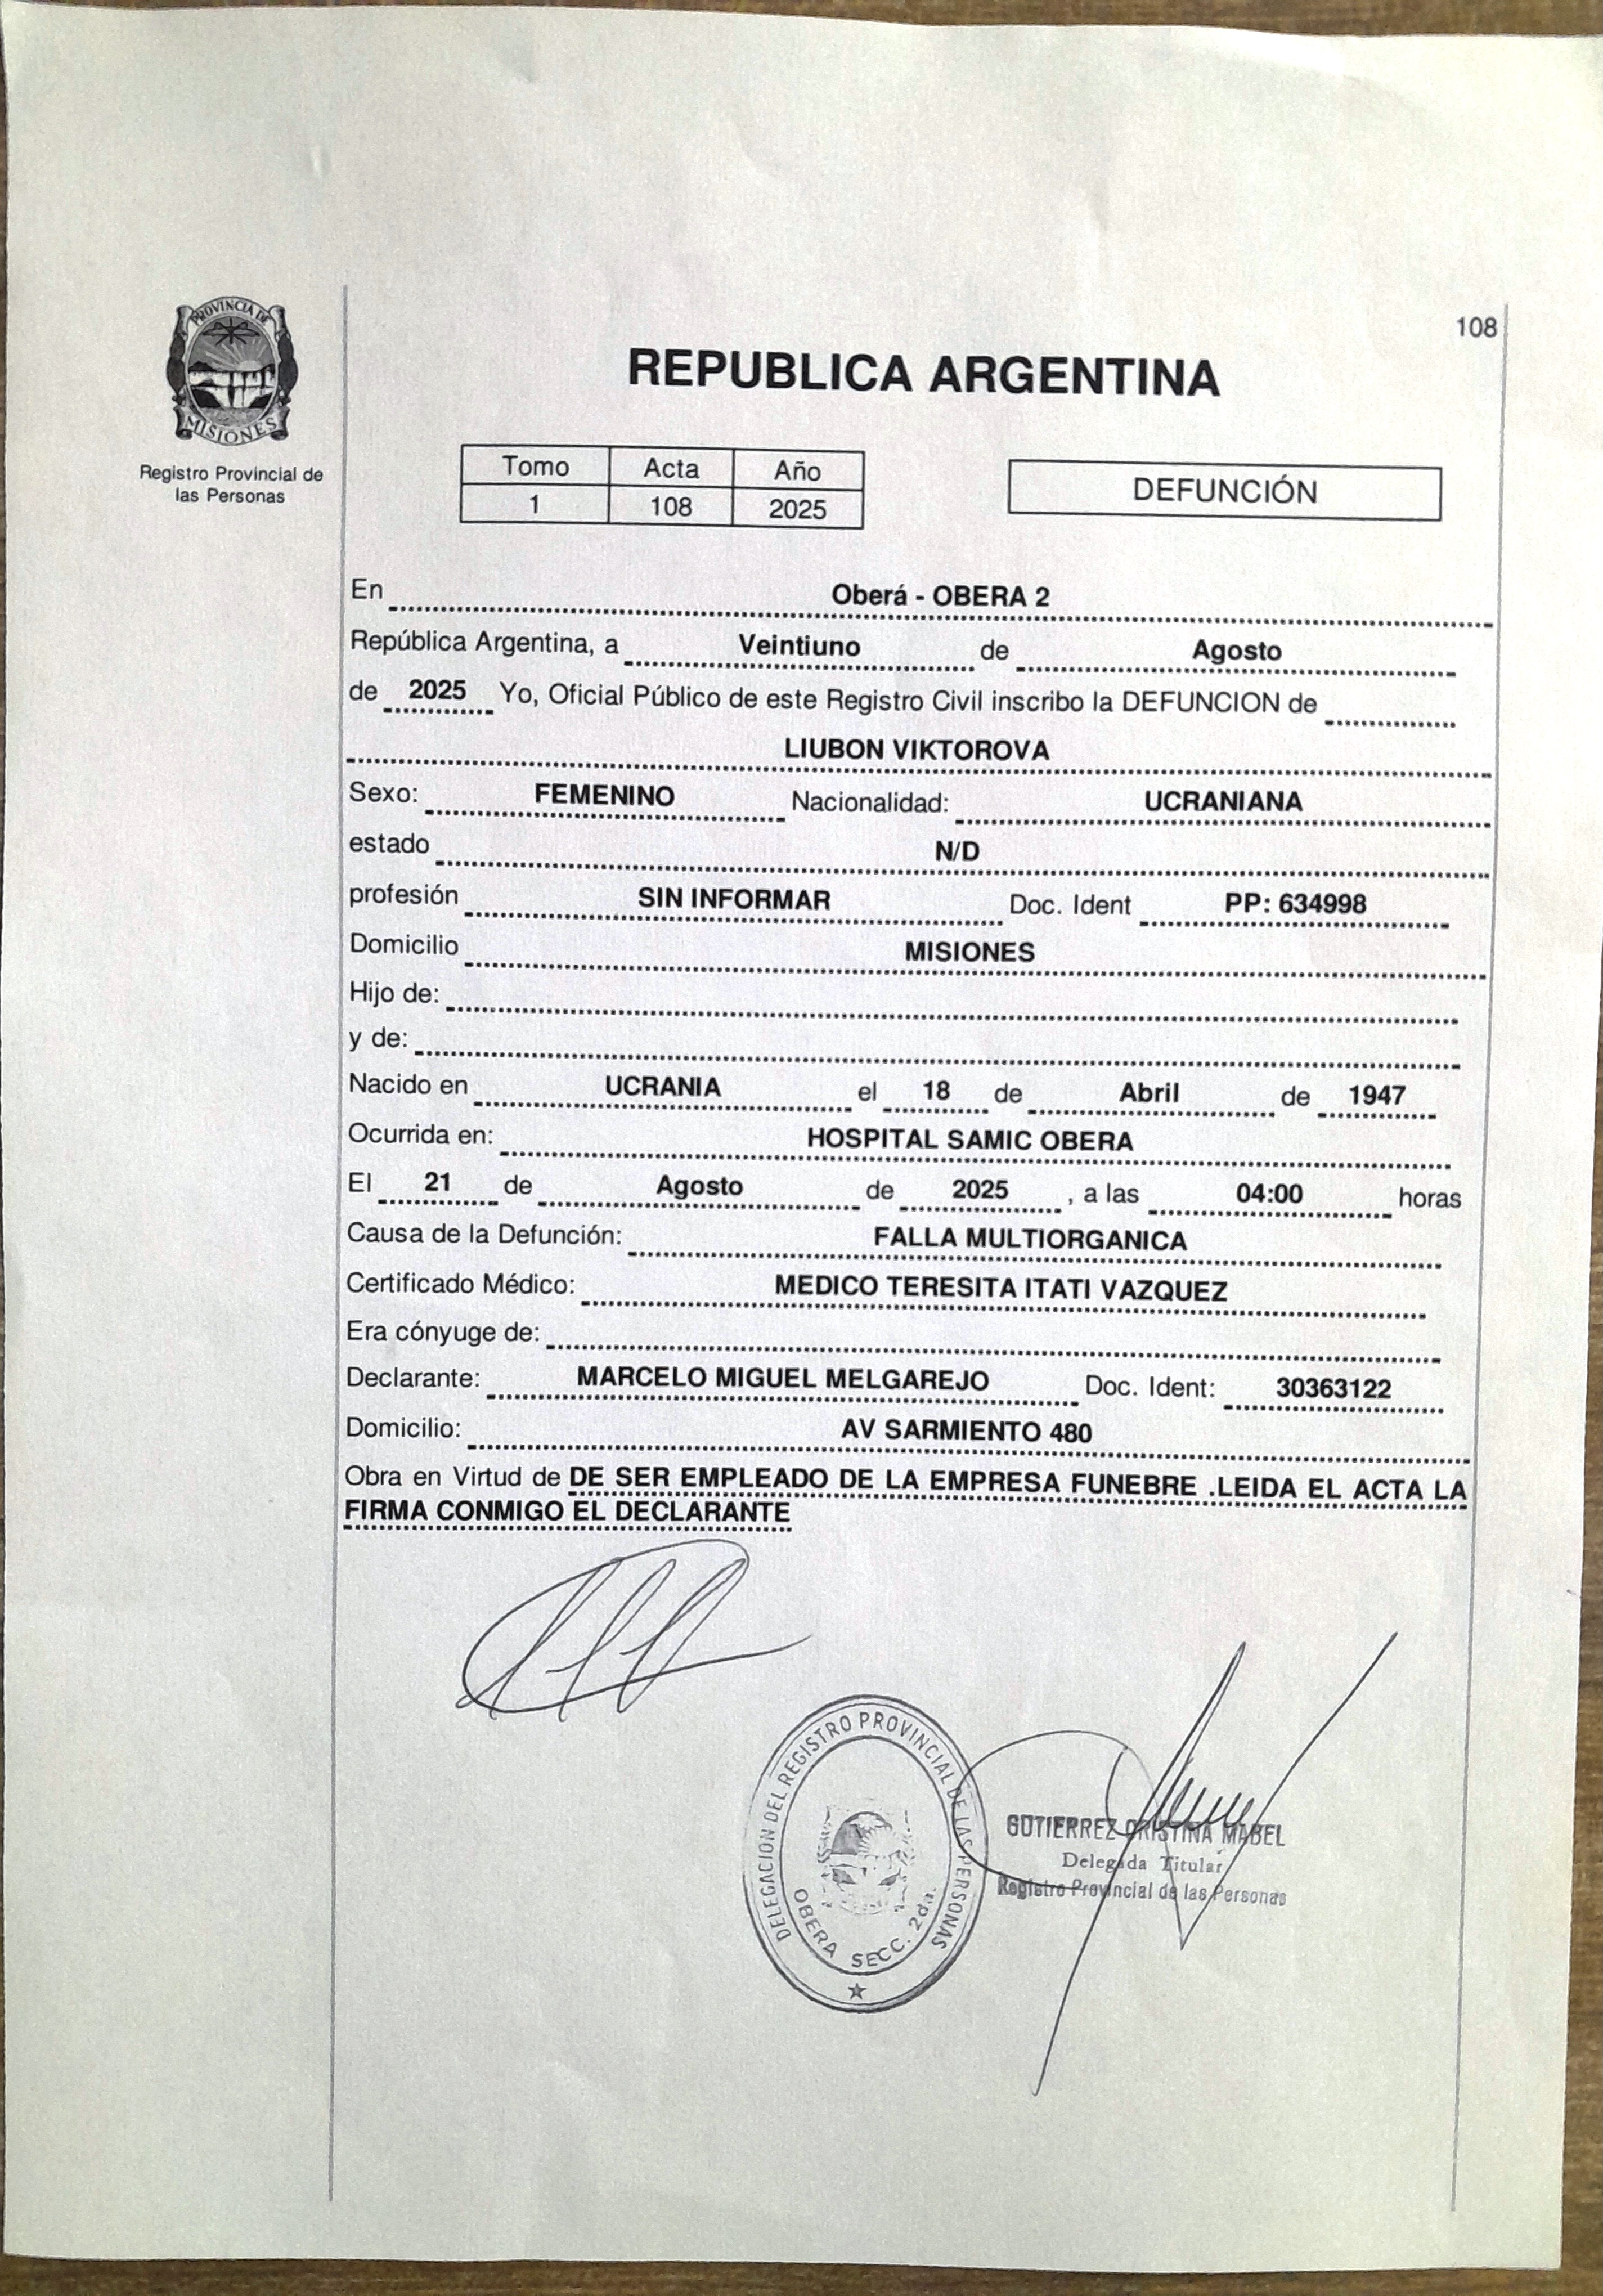 PROVINCIA DE
MISIONES
Registro Provincial de
las Personas
108
REPUBLICA ARGENTINA
Tomo Acta Año
1 108 2025
DEFUNCIÓN
En Oberá - OBERA 2
República Argentina, a Veintiuno de Agosto
de 2025 Yo, Oficial Público de este Registro Civil inscribo la DEFUNCION de
LIUBON VIKTOROVA
Sexo: FEMENINO Nacionalidad: UCRANIANA
estado N/D
profesión SIN INFORMAR Doc. Ident PP: 634998
Domicilio MISIONES
Hijo de:
y de:
Nacido en UCRANIA el 18 de Abril de 1947
Ocurrida en: HOSPITAL SAMIC OBERA
El 21 de Agosto de 2025 , a las 04:00 horas
Causa de la Defunción: FALLA MULTIORGANICA
Certificado Médico: MEDICO TERESITA ITATI VAZQUEZ
Era cónyuge de:
Declarante: MARCELO MIGUEL MELGAREJO Doc. Ident: 30363122
Domicilio: AV SARMIENTO 480
Obra en Virtud de DE SER EMPLEADO DE LA EMPRESA FUNEBRE .LEIDA EL ACTA LA
FIRMA CONMIGO EL DECLARANTE
DELEGACION DEL REGISTRO PROVINCIAL DE LAS PERSONAS
OBERA SECC. 2da.
GUTIERREZ CRISTINA MABEL
Delegada Titular
Registro Provincial de las Personas